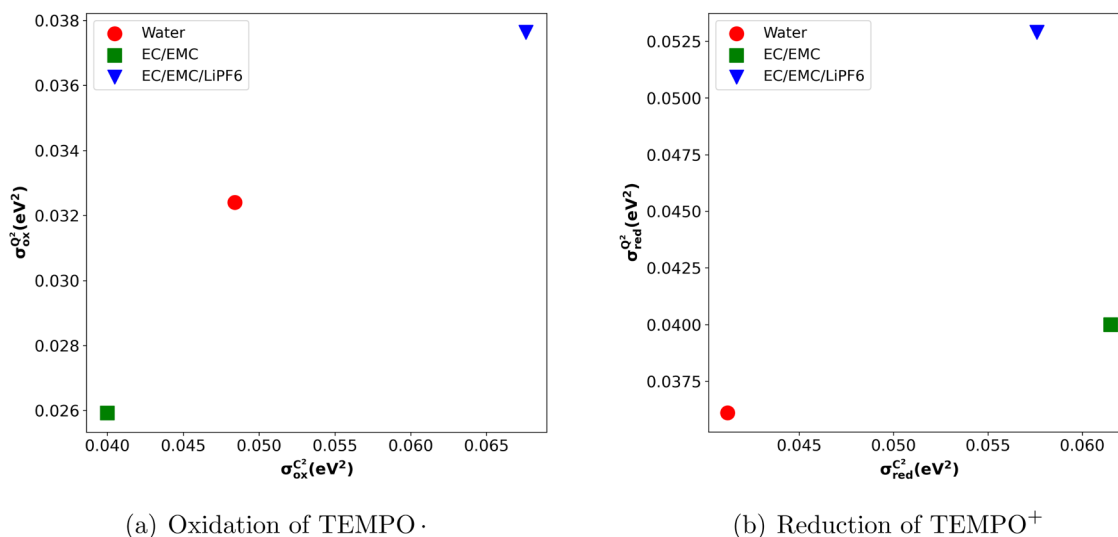 0.038
0.036
0.034
0.032
0.030
0.028
0.026
σ_ox^Q²(eV²)
Water
EC/EMC
EC/EMC/LiPF6
0.040 0.045 0.050 0.055 0.060 0.065
σ_ox^C²(eV²)
(a) Oxidation of TEMPO·
0.0525
0.0500
0.0475
0.0450
0.0425
0.0400
0.0375
σ_red^Q²(eV²)
Water
EC/EMC
EC/EMC/LiPF6
0.045 0.050 0.055 0.060
σ_red^C²(eV²)
(b) Reduction of TEMPO⁺